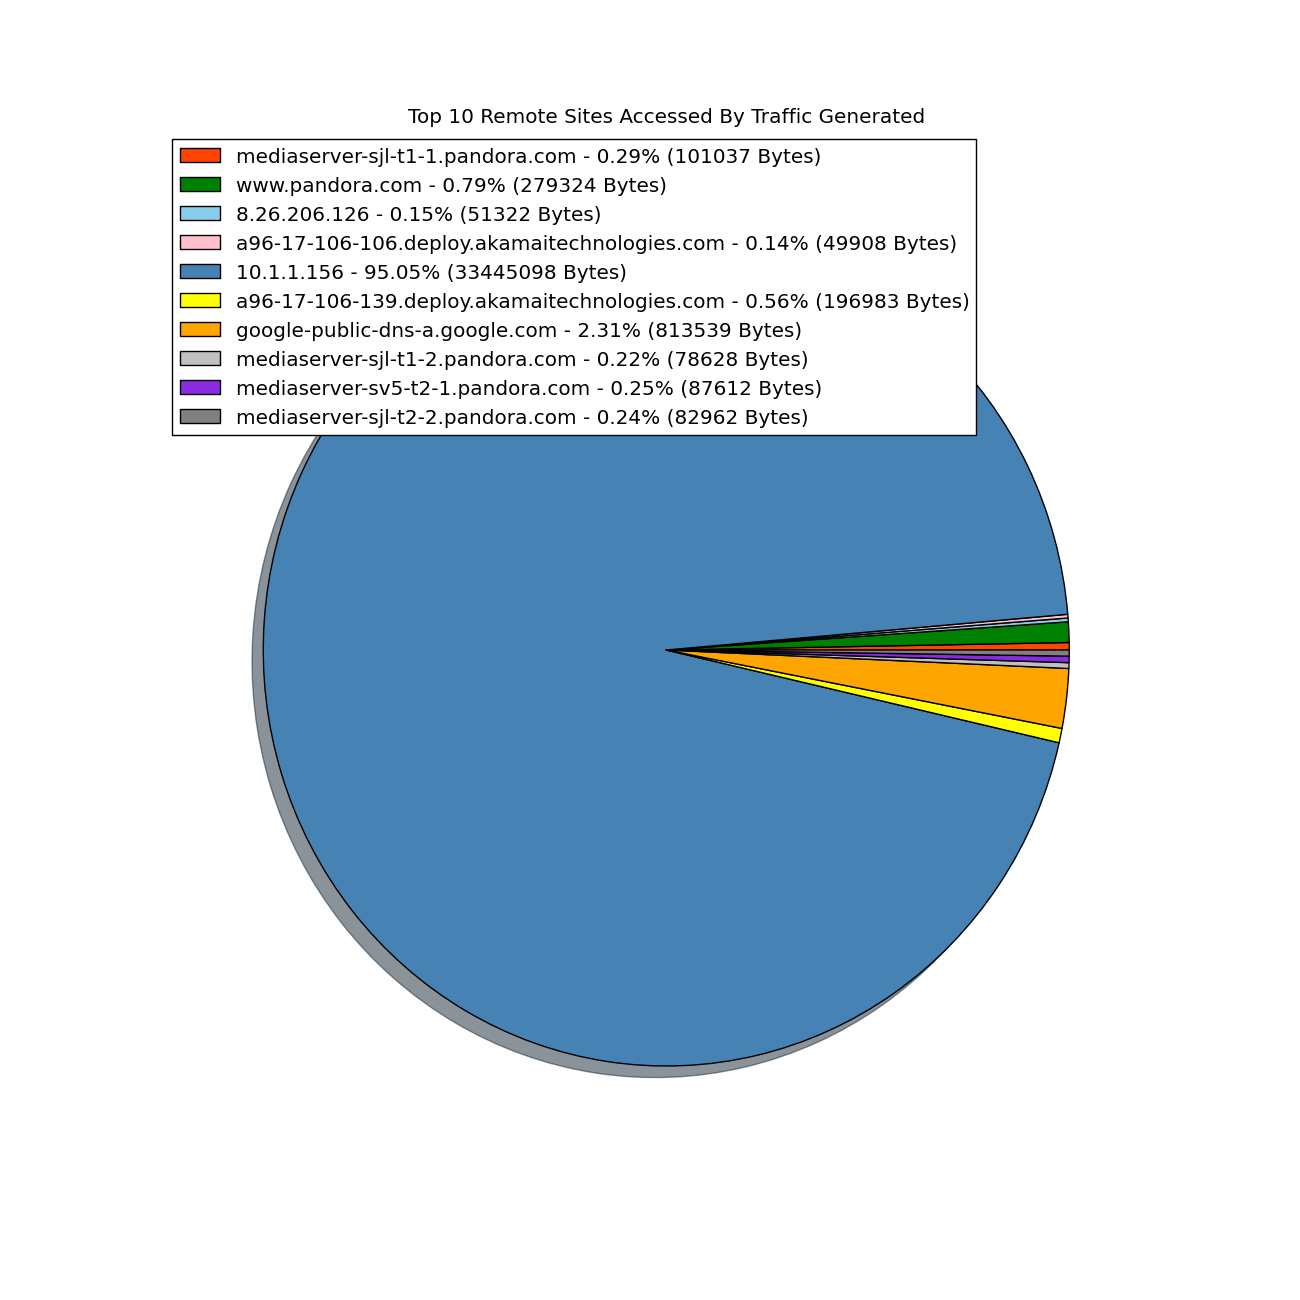 Top 10 Remote Sites Accessed By Traffic Generated
mediaserver-sjl-t1-1.pandora.com - 0.29% (101037 Bytes)
www.pandora.com - 0.79% (279324 Bytes)
8.26.206.126 - 0.15% (51322 Bytes)
a96-17-106-106.deploy.akamaitechnologies.com - 0.14% (49908 Bytes)
10.1.1.156 - 95.05% (33445098 Bytes)
a96-17-106-139.deploy.akamaitechnologies.com - 0.56% (196983 Bytes)
google-public-dns-a.google.com - 2.31% (813539 Bytes)
mediaserver-sjl-t1-2.pandora.com - 0.22% (78628 Bytes)
mediaserver-sv5-t2-1.pandora.com - 0.25% (87612 Bytes)
mediaserver-sjl-t2-2.pandora.com - 0.24% (82962 Bytes)